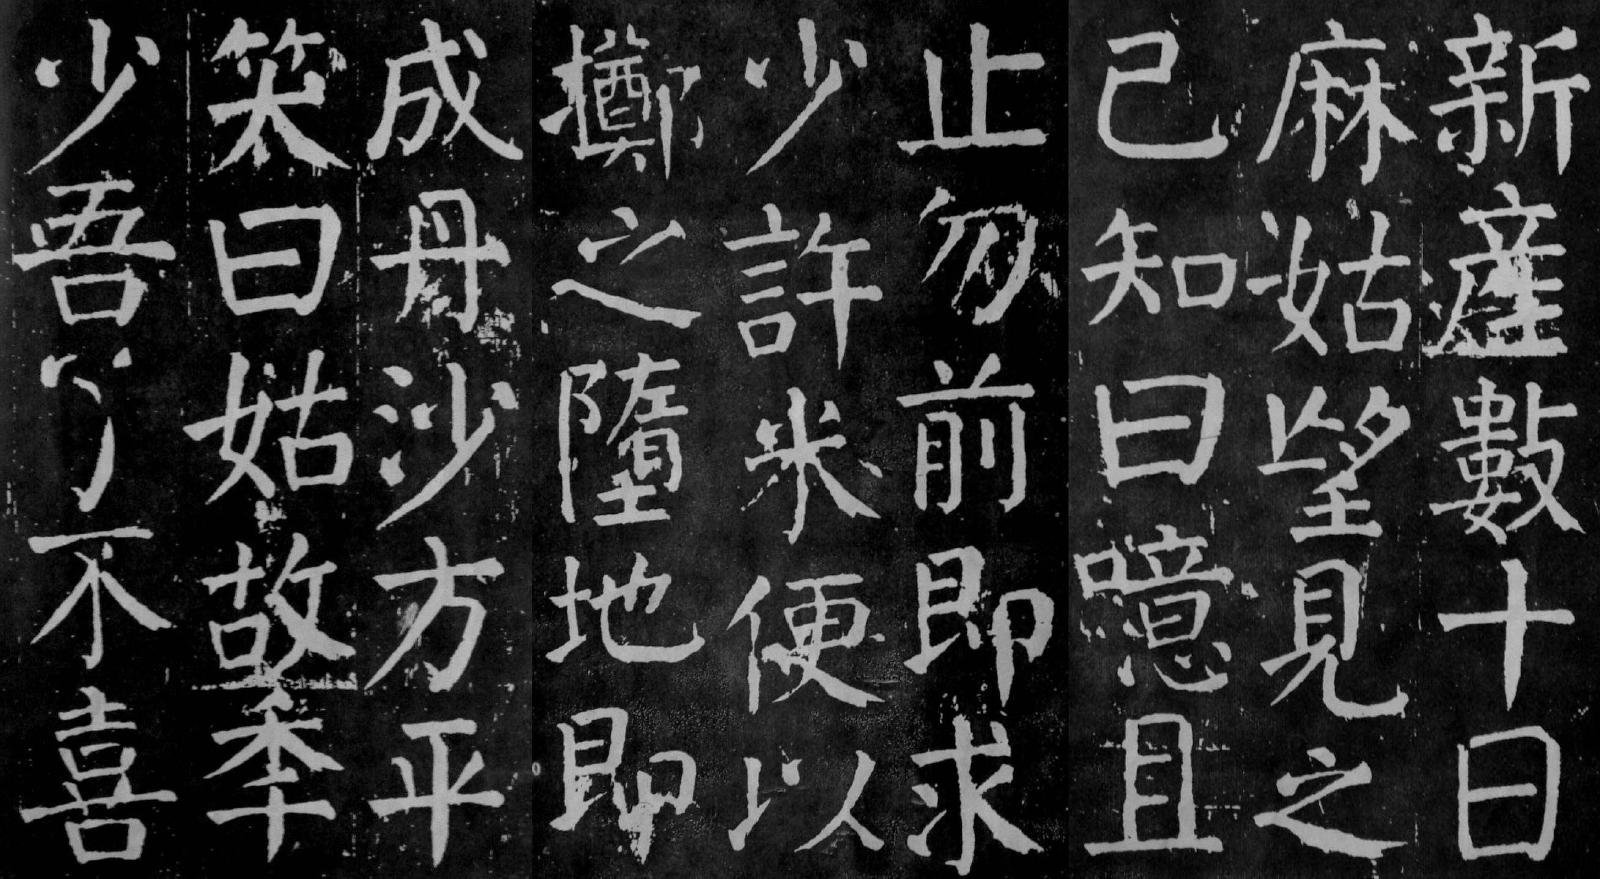 新產數十日
麻姑望見之
已知曰噫且
止勿前即求
少許米便以
擲之墮地即
成丹沙方平
笑曰姑故年
少吾了不喜